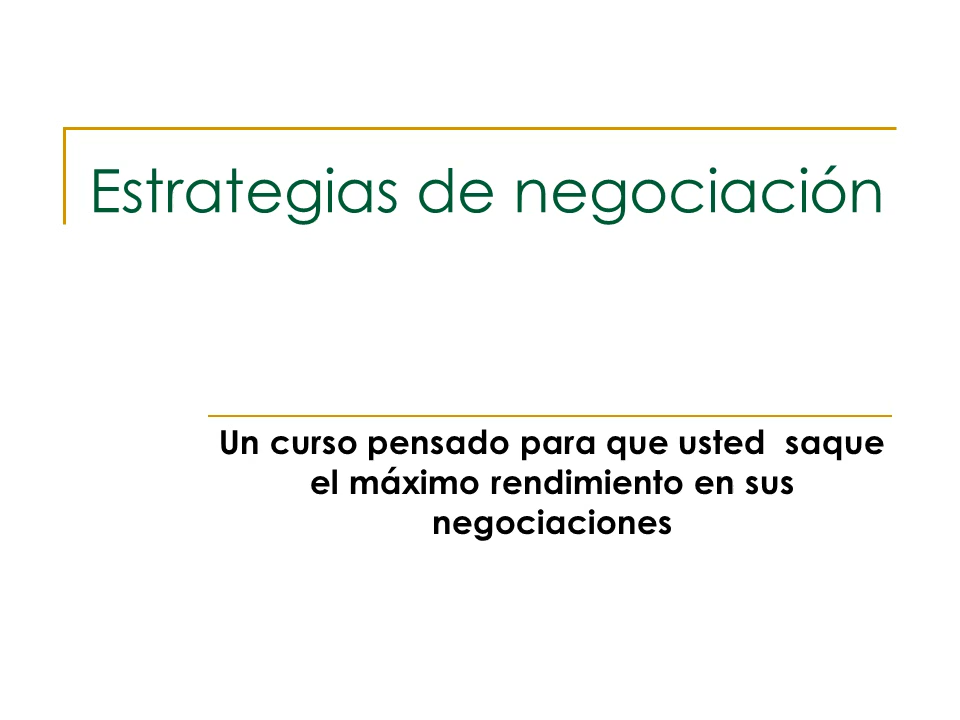 Estrategias de negociación
Un curso pensado para que usted  saque
el máximo rendimiento en sus
negociaciones